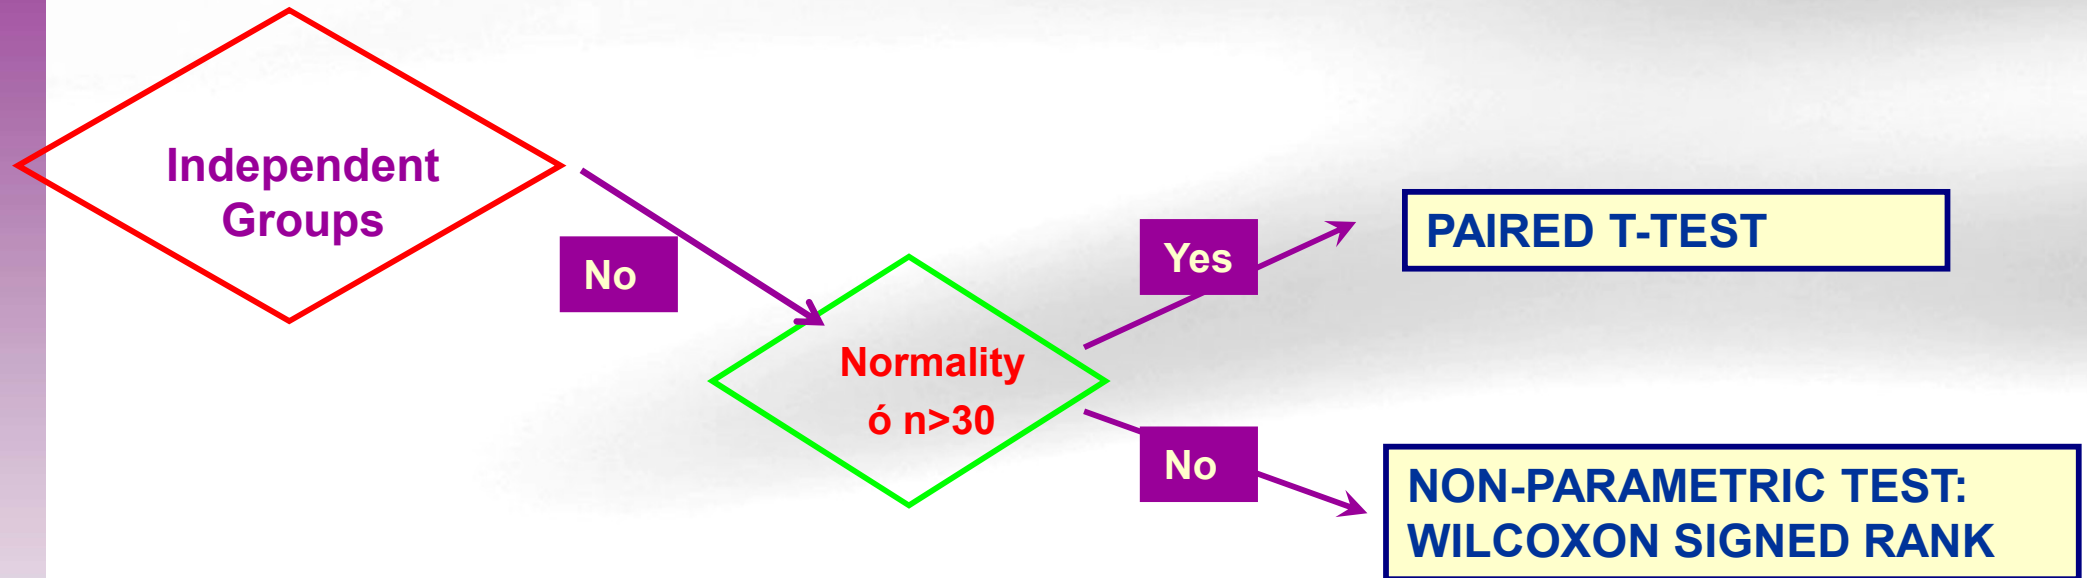 Independent
Groups
No
Normality
ó n>30
Yes
PAIRED T-TEST
No
NON-PARAMETRIC TEST:
WILCOXON SIGNED RANK